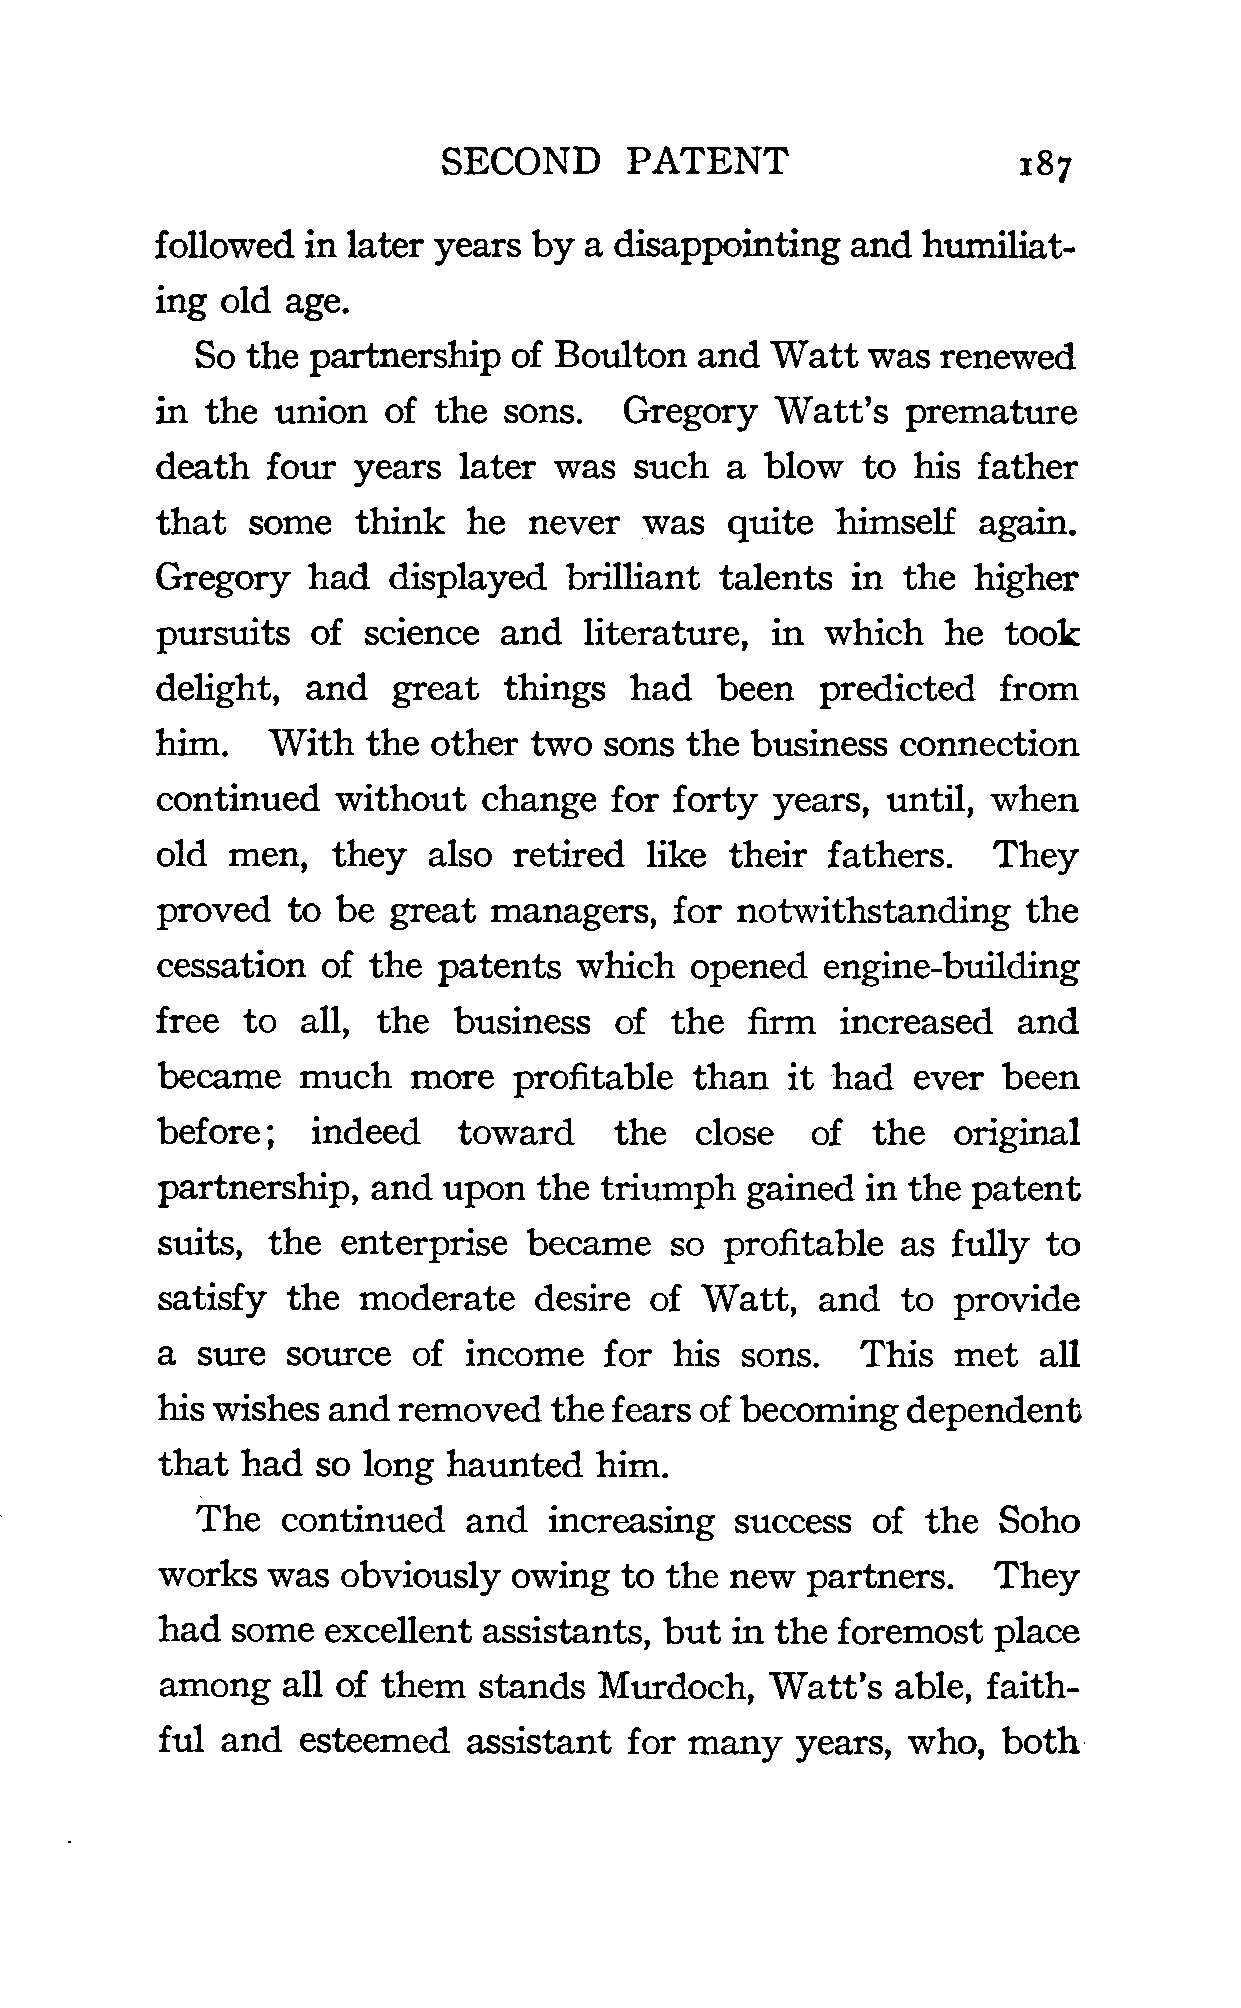 SECOND PATENT 187
followed in later years by a disappointing and humiliat-
ing old age.
So the partnership of Boulton and Watt was renewed
in the union of the sons. Gregory Watt's premature
death four years later was such a blow to his father
that some think he never was quite himself again.
Gregory had displayed brilliant talents in the higher
pursuits of science and literature, in which he took
delight, and great things had been predicted from
him. With the other two sons the business connection
continued without change for forty years, until, when
old men, they also retired like their fathers. They
proved to be great managers, for notwithstanding the
cessation of the patents which opened engine-building
free to all, the business of the firm increased and
became much more profitable than it had ever been
before; indeed toward the close of the original
partnership, and upon the triumph gained in the patent
suits, the enterprise became so profitable as fully to
satisfy the moderate desire of Watt, and to provide
a sure source of income for his sons. This met all
his wishes and removed the fears of becoming dependent
that had so long haunted him.
The continued and increasing success of the Soho
works was obviously owing to the new partners. They
had some excellent assistants, but in the foremost place
among all of them stands Murdoch, Watt's able, faith-
ful and esteemed assistant for many years, who, both